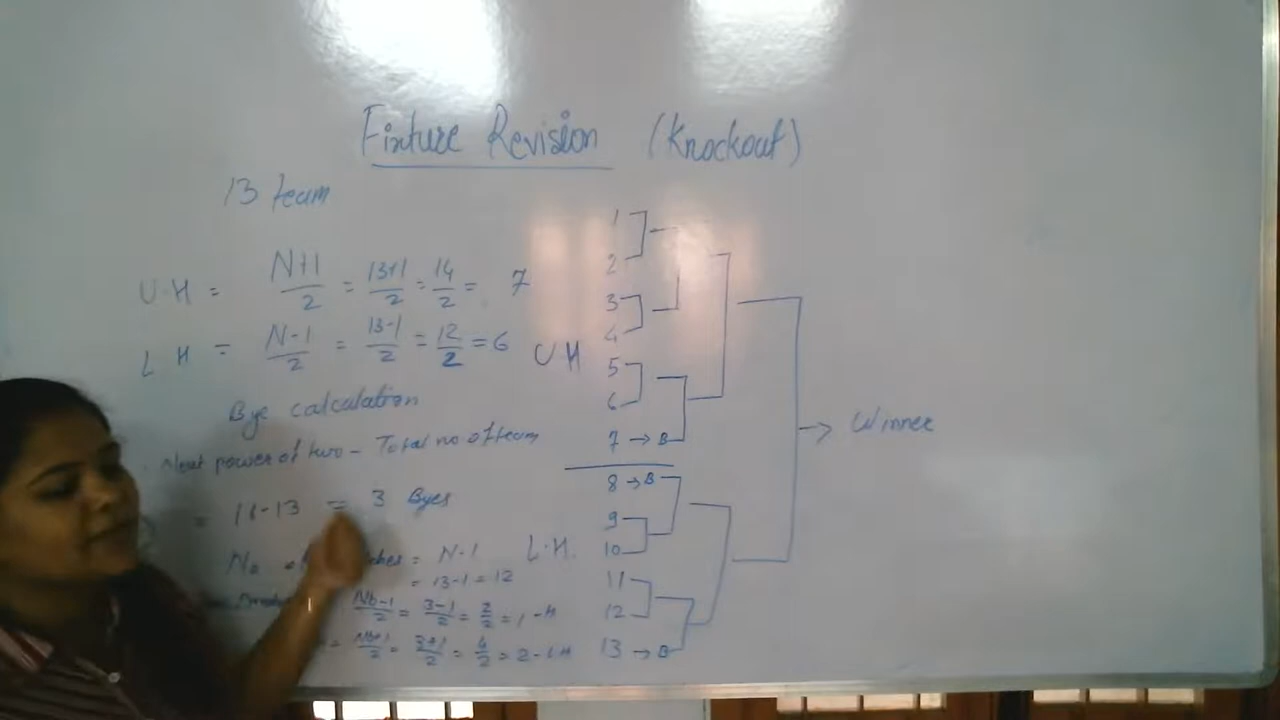 Fixture Revision (Knockout)
13 team
U·H = N+1/2 = 13+1/2 = 14/2 = 7
L H = N-1/2 = 13-1/2 = 12/2 = 6
Bye calculation
Next power of two - Total no of team
= 16-13 = 3 Byes
No = N-1
= 13-1 = 12
Nb-1/2 = 3-1/2 = 2/2 = 1 - H
= Nb+1/2 = 3+1/2 = 4/2 = 2 - LH
UH
1
2
3
4
5
6
7 → B
L·H.
8 → B
9
10
11
12
13 → B
→ Winner